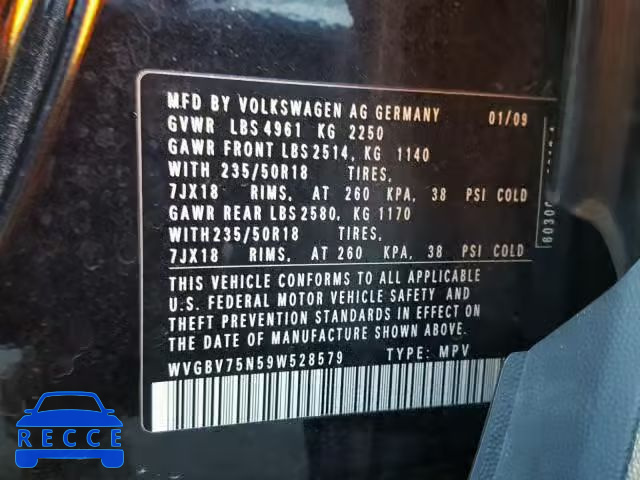 MFD BY VOLKSWAGEN AG GERMANY 01/09
GVWR LBS 4961 KG 2250
GAWR FRONT LBS 2514, KG 1140
WITH 235/50R18 TIRES,
7JX18 RIMS, AT 260 KPA, 38 PSI COLD
GAWR REAR LBS 2580, KG 1170
WITH 235/50R18 TIRES,
7JX18 RIMS, AT 260 KPA, 38 PSI COLD
THIS VEHICLE CONFORMS TO ALL APPLICABLE
U.S. FEDERAL MOTOR VEHICLE SAFETY AND
THEFT PREVENTION STANDARDS IN EFFECT ON
THE DATE OF MANUFACTURE SHOWN ABOVE.
WVGBV75N59W528579 TYPE: MPV
RECCE